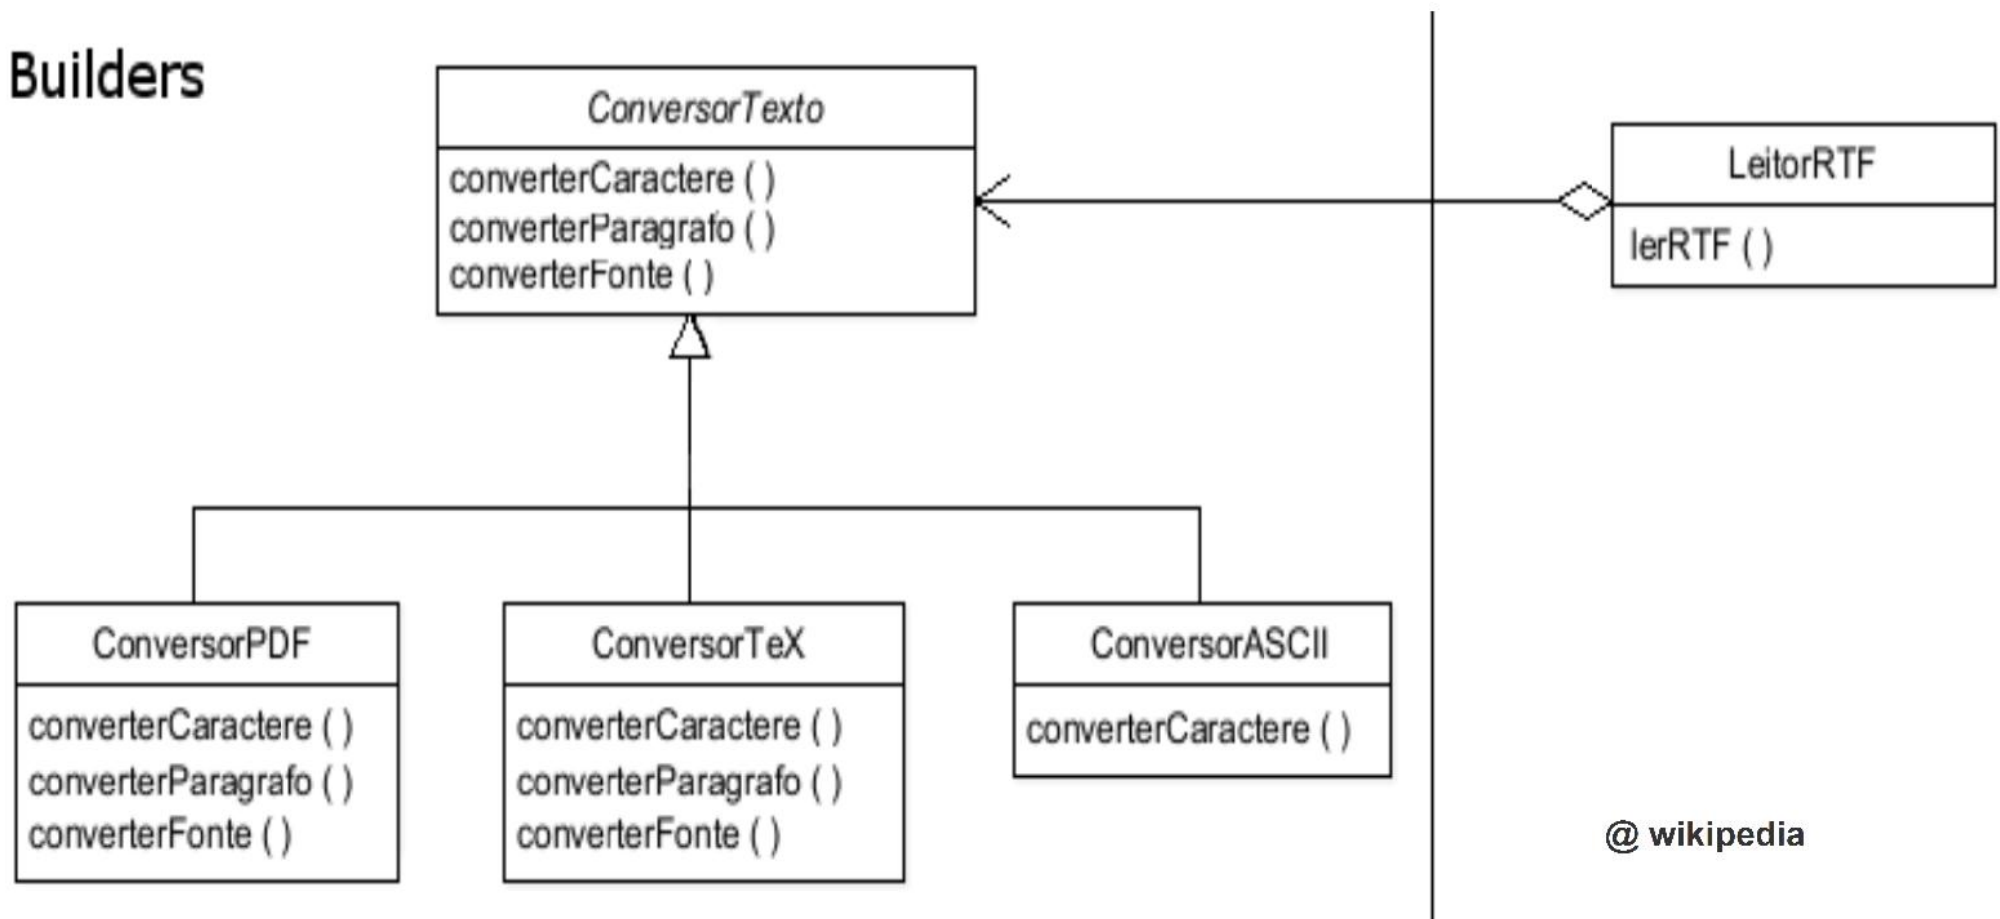 Builders
ConversorTexto
converterCaractere ( )
converterParagrafo ( )
converterFonte ( )
LeitorRTF
lerRTF ( )
ConversorPDF
converterCaractere ( )
converterParagrafo ( )
converterFonte ( )
ConversorTeX
converterCaractere ( )
converterParagrafo ( )
converterFonte ( )
ConversorASCII
converterCaractere ( )
@ wikipedia